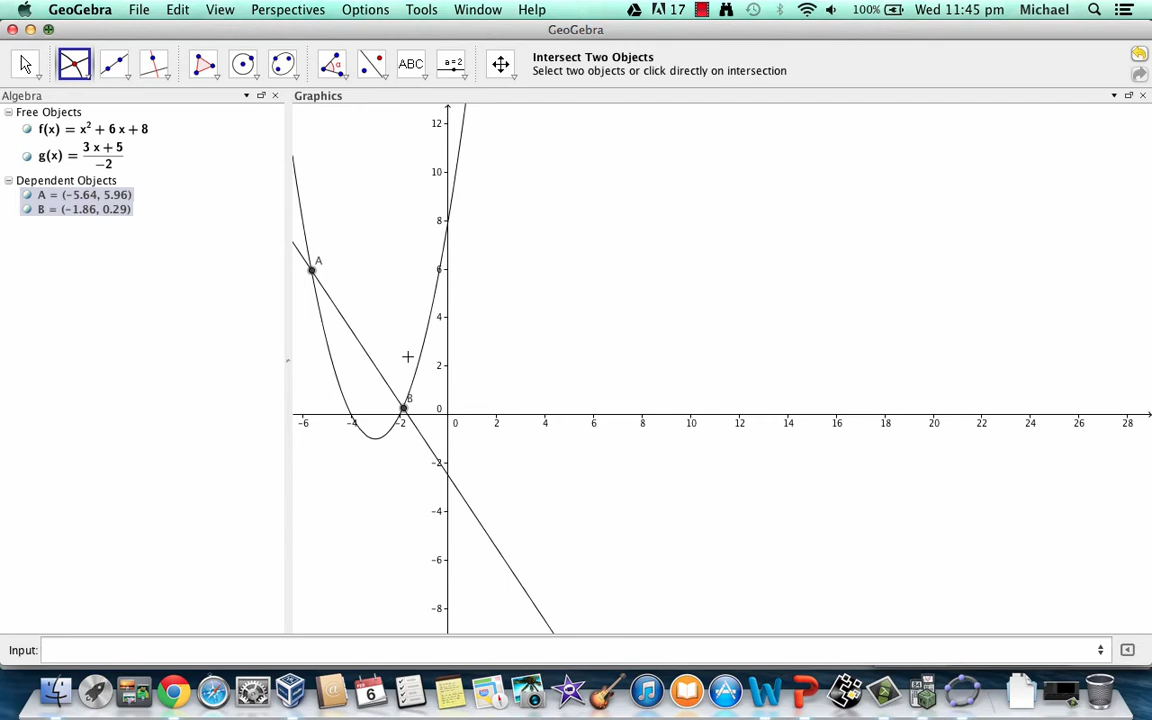 GeoGebra File Edit View Perspectives Options Tools Window Help 17 100% Wed 11:45 pm Michael
GeoGebra
ABC a=2
Intersect Two Objects
Select two objects or click directly on intersection
Algebra
Graphics
Free Objects
f(x) = x² + 6 x + 8
g(x) = 3 x + 5
-2
Dependent Objects
A = (-5.64, 5.96)
B = (-1.86, 0.29)
12
10
8
A
6
4
2
B
0
-6 -4 -2 0 2 4 6 8 10 12 14 16 18 20 22 24 26 28
-2
-4
-6
-8
Input:
FEB
6